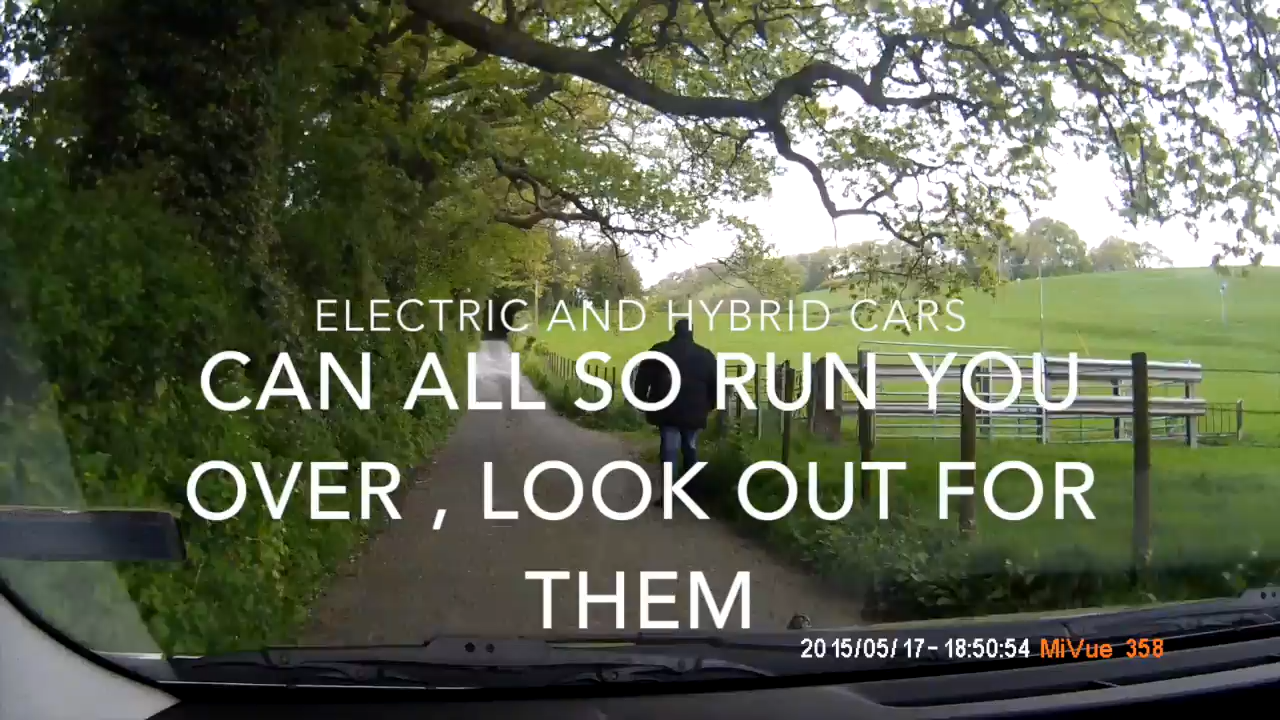 ELECTRIC AND HYBRID CARS
CAN ALL SO RUN YOU
OVER , LOOK OUT FOR
THEM
2015/05/17-18:50:54 MiVue 358